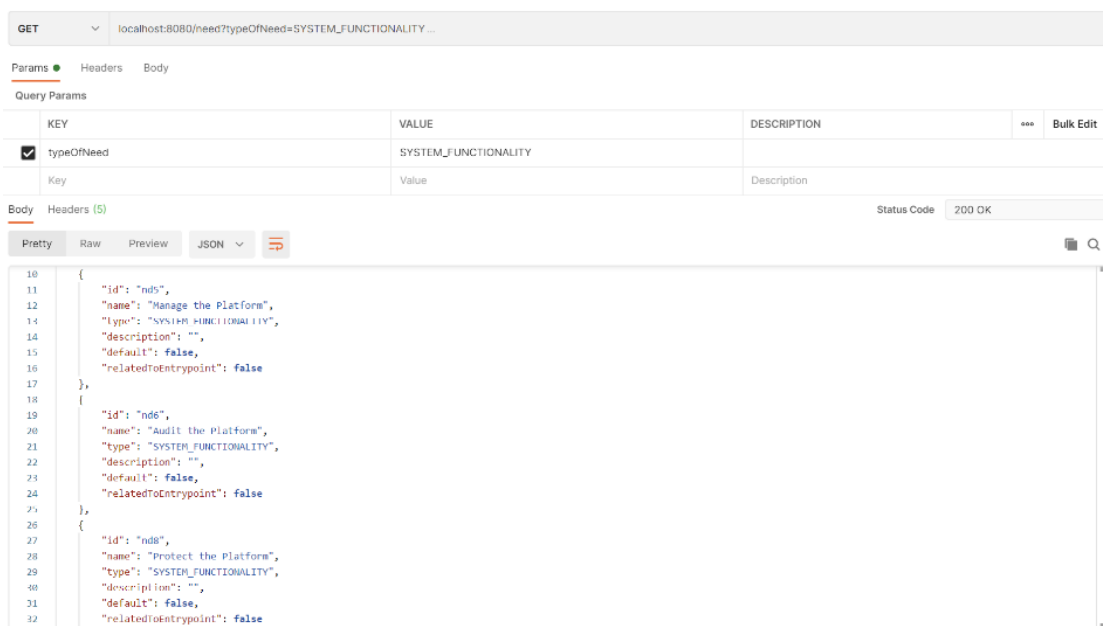 GET localhost:8080/need?typeOfNeed=SYSTEM_FUNCTIONALITY...
Params Headers Body
Query Params
KEY VALUE DESCRIPTION ooo Bulk Edit
typeOfNeed SYSTEM_FUNCTIONALITY
Key Value Description
Body Headers (5) Status Code 200 OK
Pretty Raw Preview JSON
10 {
11 "id": "nd5",
12 "name": "Manage the Platform",
13 "type": "SYSTEM_FUNCTIONALITY",
14 "description": "",
15 "default": false,
16 "relatedToEntrypoint": false
17 },
18 {
19 "id": "nd6",
20 "name": "Audit the Platform",
21 "type": "SYSTEM_FUNCTIONALITY",
22 "description": "",
23 "default": false,
24 "relatedToEntrypoint": false
25 },
26 {
27 "id": "nd8",
28 "name": "Protect the Platform",
29 "type": "SYSTEM_FUNCTIONALITY",
30 "description": "",
31 "default": false,
32 "relatedToEntrypoint": false